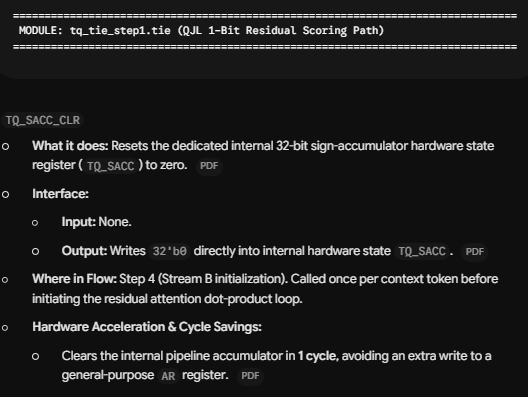 ================================================================================
MODULE: tq_tie_step1.tie (QJL 1-Bit Residual Scoring Path)
================================================================================
TQ_SACC_CLR
What it does: Resets the dedicated internal 32-bit sign-accumulator hardware state
register ( TQ_SACC ) to zero. PDF
Interface:
Input: None.
Output: Writes 32'b0 directly into internal hardware state TQ_SACC . PDF
Where in Flow: Step 4 (Stream B initialization). Called once per context token before
initiating the residual attention dot-product loop.
Hardware Acceleration & Cycle Savings:
Clears the internal pipeline accumulator in 1 cycle, avoiding an extra write to a
general-purpose AR register. PDF